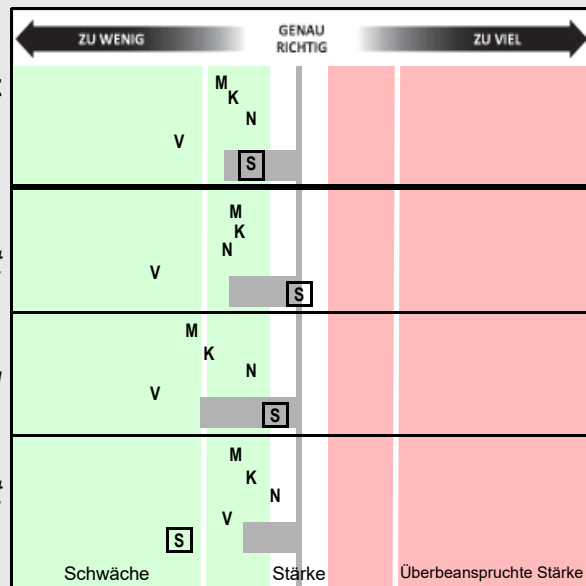 ZU WENIG
GENAU
RICHTIG
ZU VIEL
M
K
N
V
S
M
K
N
V
S
M
K
N
V
S
M
K
N
V
S
Schwäche
Stärke
Überbeanspruchte Stärke